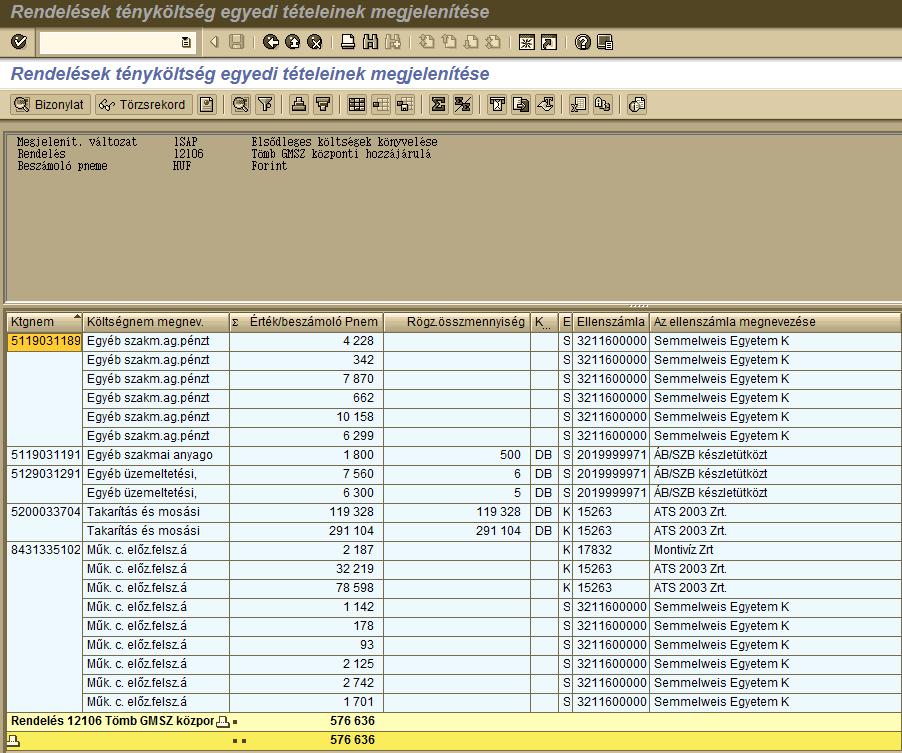 Rendelések tényköltség egyedi tételeinek megjelenítése
Rendelések tényköltség egyedi tételeinek megjelenítése
Bizonylat Törzsrekord
Megjelenít. változat 1SAP Elsődleges költségek könyvelése
Rendelés 12106 Tömb GMSZ központi hozzájárulá
Beszámoló pneme HUF Forint
Ktgnem Költségnem megnev. Σ Érték/beszámoló Pnem Rögz.összmennyiség K... E Ellenszámla Az ellenszámla megnevezése
5119031189 Egyéb szakm.ag.pénzt 4 228 S 3211600000 Semmelweis Egyetem K
Egyéb szakm.ag.pénzt 342 S 3211600000 Semmelweis Egyetem K
Egyéb szakm.ag.pénzt 7 870 S 3211600000 Semmelweis Egyetem K
Egyéb szakm.ag.pénzt 662 S 3211600000 Semmelweis Egyetem K
Egyéb szakm.ag.pénzt 10 158 S 3211600000 Semmelweis Egyetem K
Egyéb szakm.ag.pénzt 6 299 S 3211600000 Semmelweis Egyetem K
5119031191 Egyéb szakmai anyago 1 800 500 DB S 2019999971 ÁB/SZB készletütközt
5129031291 Egyéb üzemeltetési, 7 560 6 DB S 2019999971 ÁB/SZB készletütközt
Egyéb üzemeltetési, 6 300 5 DB S 2019999971 ÁB/SZB készletütközt
5200033704 Takarítás és mosási 119 328 119 328 DB K 15263 ATS 2003 Zrt.
Takarítás és mosási 291 104 291 104 DB K 15263 ATS 2003 Zrt.
8431335102 Műk. c. előz.felsz.á 2 187 K 17832 Montivíz Zrt
Műk. c. előz.felsz.á 32 219 K 15263 ATS 2003 Zrt.
Műk. c. előz.felsz.á 78 598 K 15263 ATS 2003 Zrt.
Műk. c. előz.felsz.á 1 142 S 3211600000 Semmelweis Egyetem K
Műk. c. előz.felsz.á 178 S 3211600000 Semmelweis Egyetem K
Műk. c. előz.felsz.á 93 S 3211600000 Semmelweis Egyetem K
Műk. c. előz.felsz.á 2 125 S 3211600000 Semmelweis Egyetem K
Műk. c. előz.felsz.á 2 742 S 3211600000 Semmelweis Egyetem K
Műk. c. előz.felsz.á 1 701 S 3211600000 Semmelweis Egyetem K
Rendelés 12106 Tömb GMSZ közpor 576 636
576 636